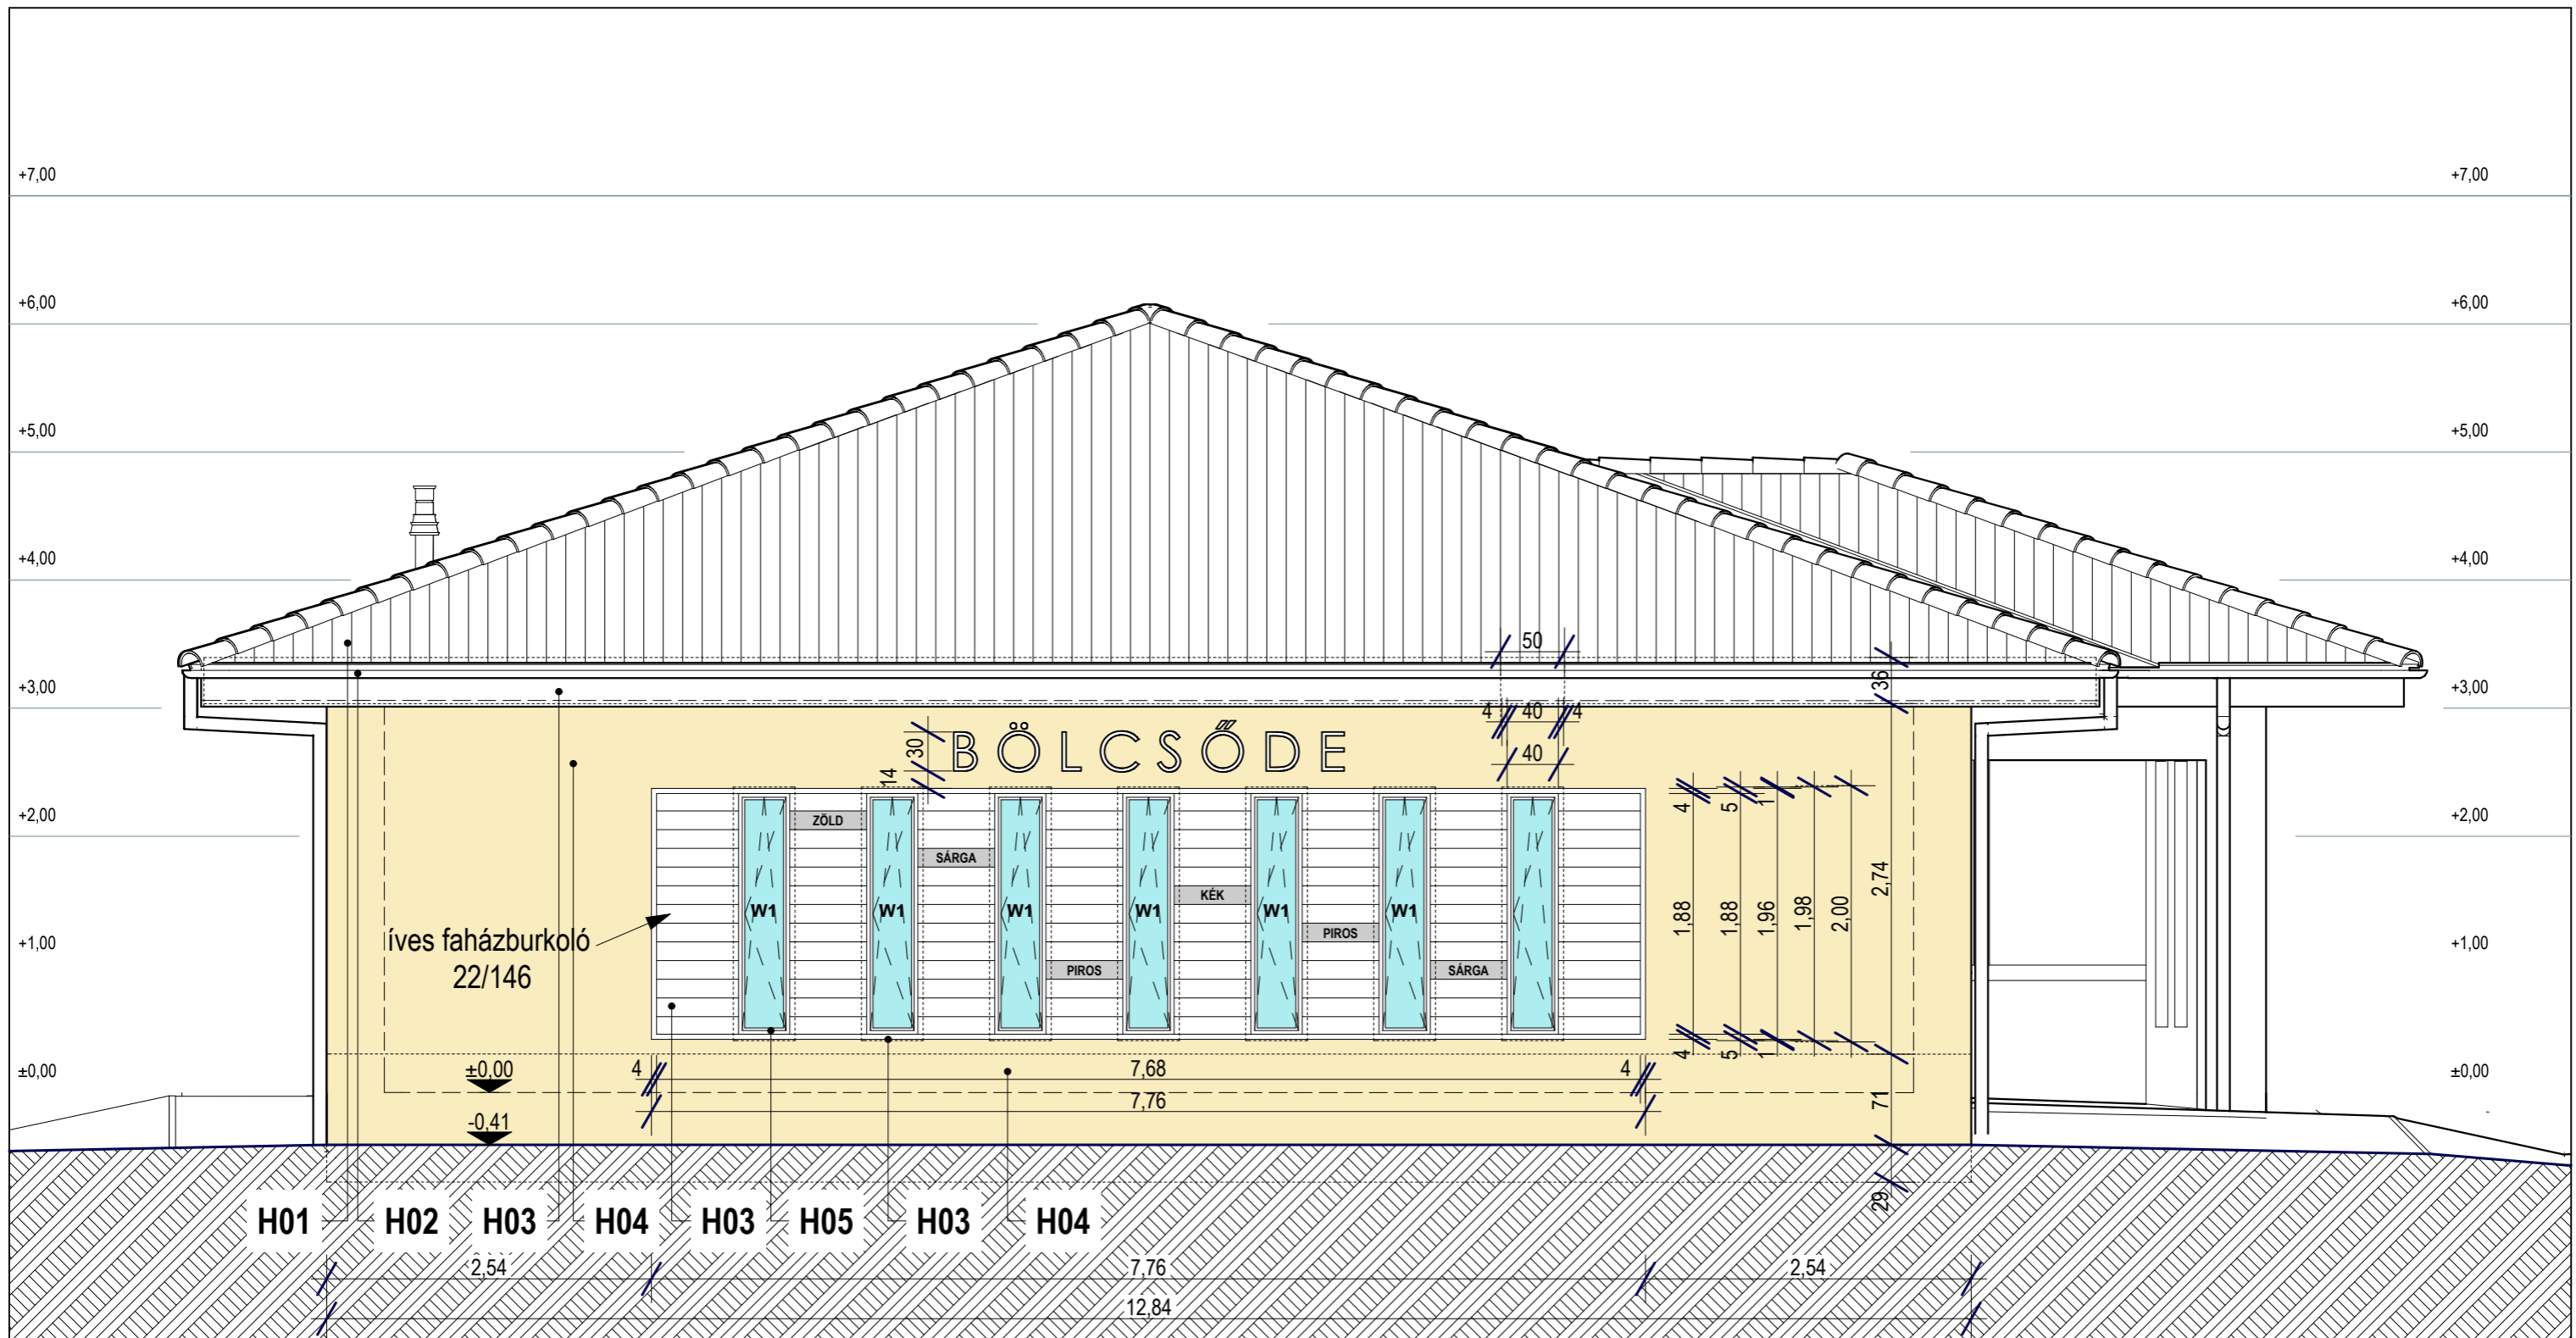 +7,00 +7,00
+6,00 +6,00
+5,00 +5,00
+4,00 +4,00
50
36
+3,00 +3,00
4 40 4
BÖLCSŐDE
30
40
14
4 5 1
+2,00 +2,00
ZÖLD
SÁRGA
KÉK
2,74
W1 W1 W1 W1 W1 W1
1,88 1,88 1,96 1,98 2,00
PIROS
íves faházburkoló
22/146
+1,00 +1,00
PIROS SÁRGA
4 5 1
±0,00 ±0,00
±0,00
4 7,68 4
7,76
71
-0,41
29
H01 H02 H03 H04 H03 H05 H03 H04
2,54 7,76 2,54
12,84